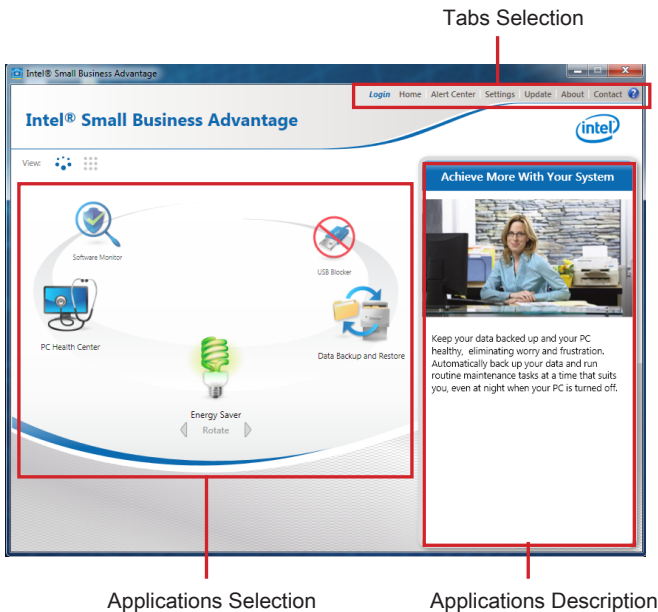 Tabs Selection
Intel® Small Business Advantage
Login Home Alert Center Settings Update About Contact ?
Intel® Small Business Advantage
intel
View:
Achieve More With Your System
Software Monitor
USB Blocker
PC Health Center
Data Backup and Restore
Energy Saver
Rotate
Keep your data backed up and your PC
healthy, eliminating worry and frustration.
Automatically back up your data and run
routine maintenance tasks at a time that suits
you, even at night when your PC is turned off.
Applications Selection
Applications Description